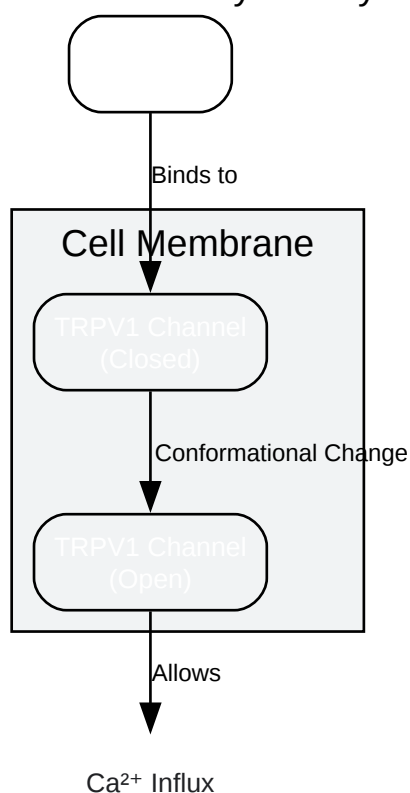 Binds to
Cell Membrane
TRPV1 Channel
(Closed)
Conformational Change
TRPV1 Channel
(Open)
Allows
Ca²⁺ Influx